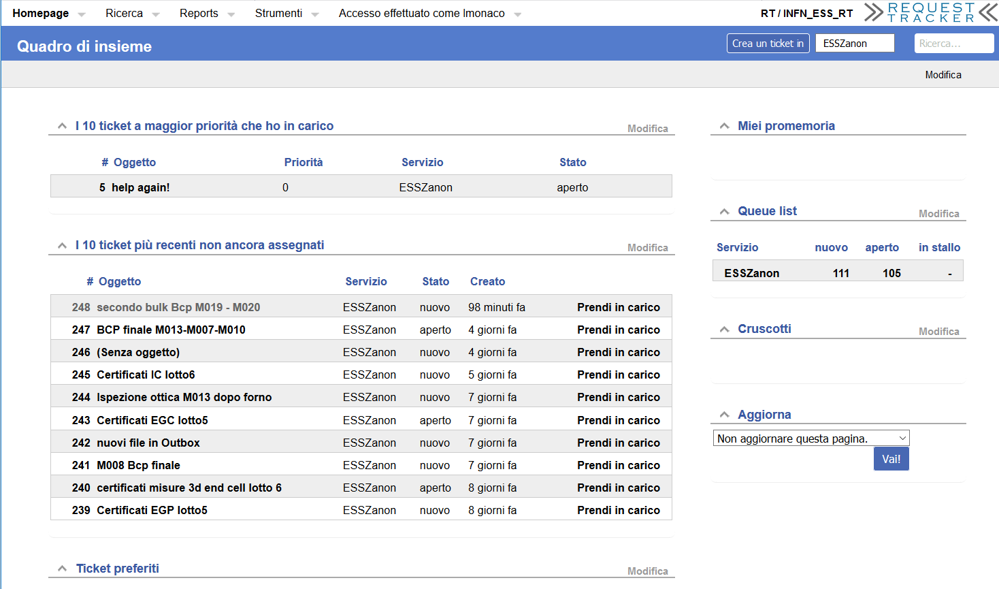 Homepage Ricerca Reports Strumenti Accesso effettuato come lmonaco RT / INFN_ESS_RT REQUEST TRACKER
Quadro di insieme Crea un ticket in ESSZanon Ricerca...
Modifica
I 10 ticket a maggior priorità che ho in carico Modifica
# Oggetto Priorità Servizio Stato
5 help again! 0 ESSZanon aperto
I 10 ticket più recenti non ancora assegnati Modifica
# Oggetto Servizio Stato Creato
248 secondo bulk Bcp M019 - M020 ESSZanon nuovo 98 minuti fa Prendi in carico
247 BCP finale M013-M007-M010 ESSZanon aperto 4 giorni fa Prendi in carico
246 (Senza oggetto) ESSZanon nuovo 4 giorni fa Prendi in carico
245 Certificati IC lotto6 ESSZanon nuovo 5 giorni fa Prendi in carico
244 Ispezione ottica M013 dopo forno ESSZanon nuovo 7 giorni fa Prendi in carico
243 Certificati EGC lotto5 ESSZanon aperto 7 giorni fa Prendi in carico
242 nuovi file in Outbox ESSZanon nuovo 7 giorni fa Prendi in carico
241 M008 Bcp finale ESSZanon nuovo 7 giorni fa Prendi in carico
240 certificati misure 3d end cell lotto 6 ESSZanon aperto 8 giorni fa Prendi in carico
239 Certificati EGP lotto5 ESSZanon nuovo 8 giorni fa Prendi in carico
Ticket preferiti Modifica
Miei promemoria
Queue list Modifica
Servizio nuovo aperto in stallo
ESSZanon 111 105 -
Cruscotti Modifica
Aggiorna
Non aggiornare questa pagina.
Vai!